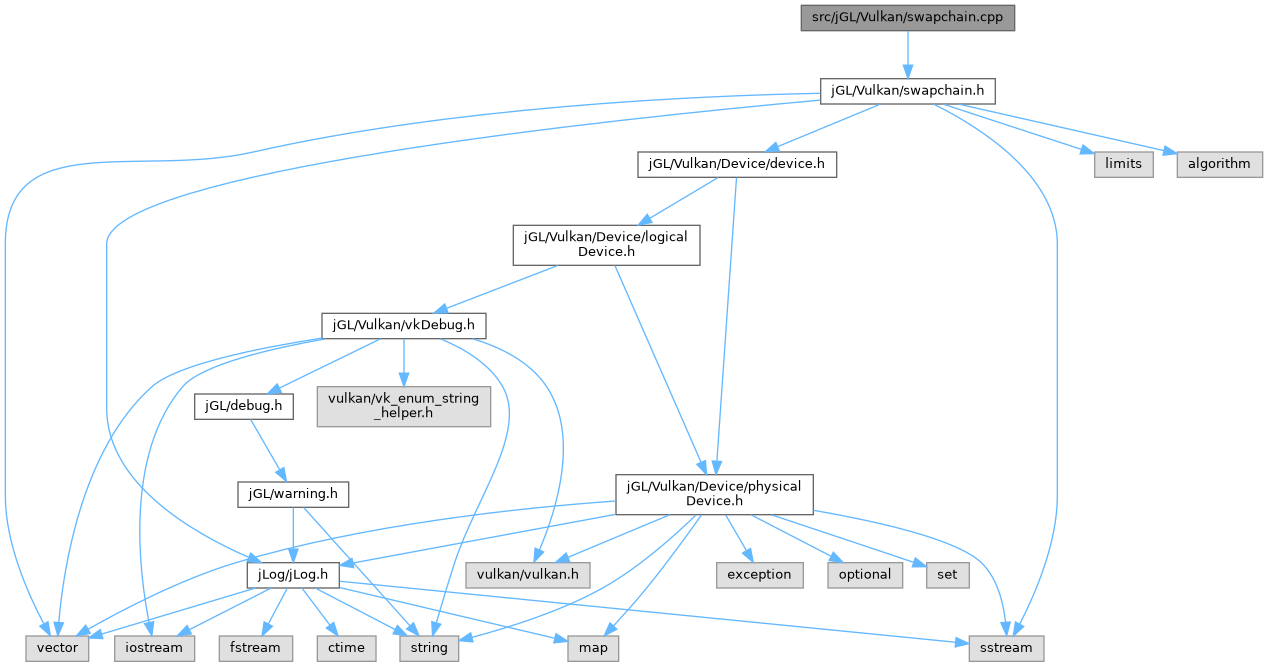 src/jGL/Vulkan/swapchain.cpp
jGL/Vulkan/swapchain.h
jGL/Vulkan/Device/device.h
limits
algorithm
jGL/Vulkan/Device/logical
Device.h
jGL/Vulkan/vkDebug.h
jGL/debug.h
vulkan/vk_enum_string
_helper.h
jGL/warning.h
jGL/Vulkan/Device/physical
Device.h
jLog/jLog.h
vulkan/vulkan.h
exception
optional
set
vector
iostream
fstream
ctime
string
map
sstream